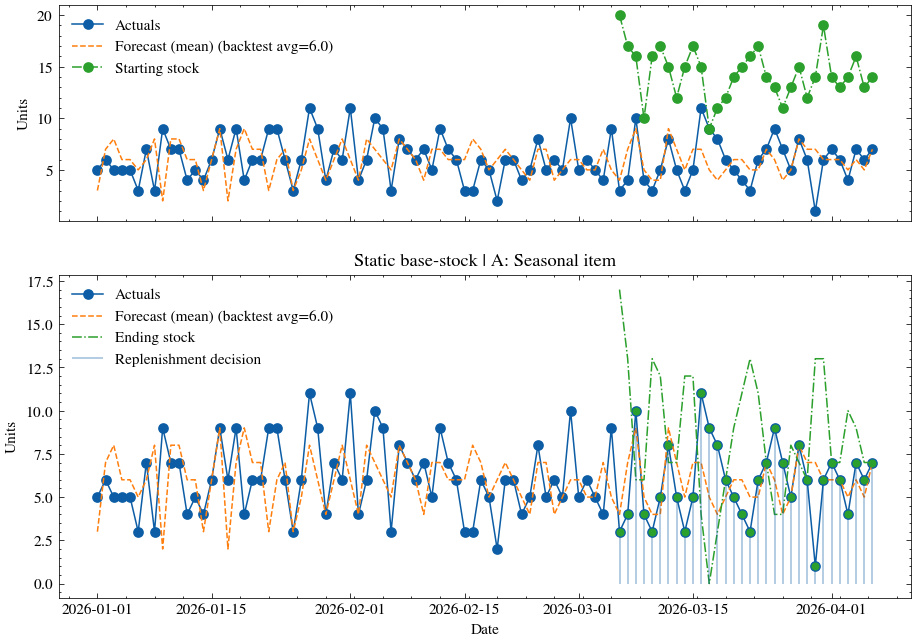 20
15
10
5
Units
Actuals
Forecast (mean) (backtest avg=6.0)
Starting stock
Static base-stock | A: Seasonal item
17.5
15.0
12.5
10.0
7.5
5.0
2.5
0.0
Units
Actuals
Forecast (mean) (backtest avg=6.0)
Ending stock
Replenishment decision
2026-01-01 2026-01-15 2026-02-01 2026-02-15 2026-03-01 2026-03-15 2026-04-01
Date